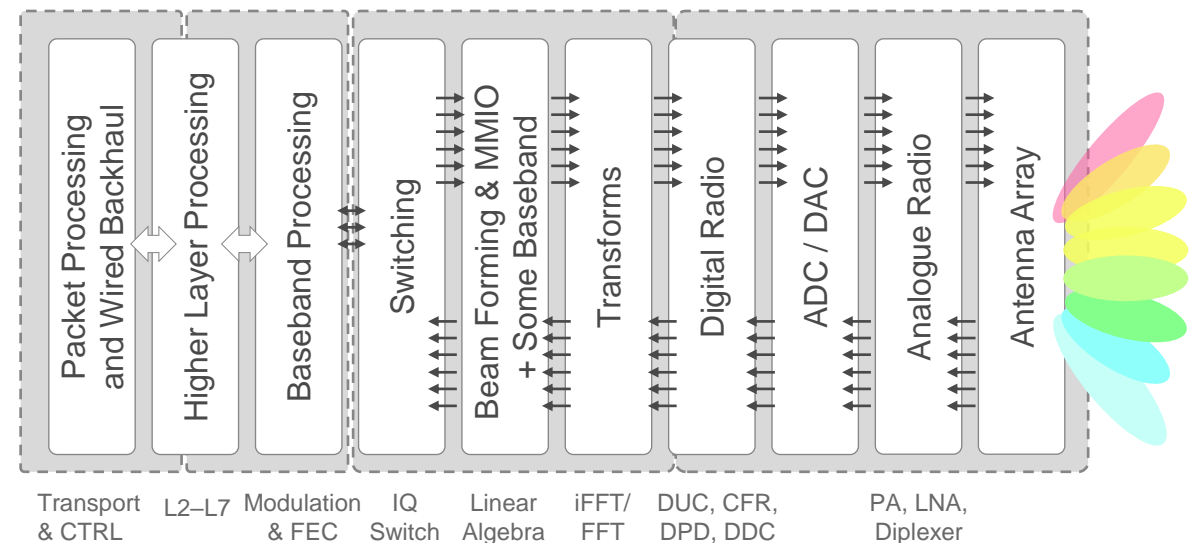 Packet Processing
and Wired Backhaul
Higher Layer Processing
Baseband Processing
Switching
Beam Forming & MMIO
+ Some Baseband
Transforms
Digital Radio
ADC / DAC
Analogue Radio
Antenna Array
Transport
& CTRL
L2–L7
Modulation
& FEC
IQ
Switch
Linear
Algebra
iFFT/
FFT
DUC, CFR,
DPD, DDC
PA, LNA,
Diplexer